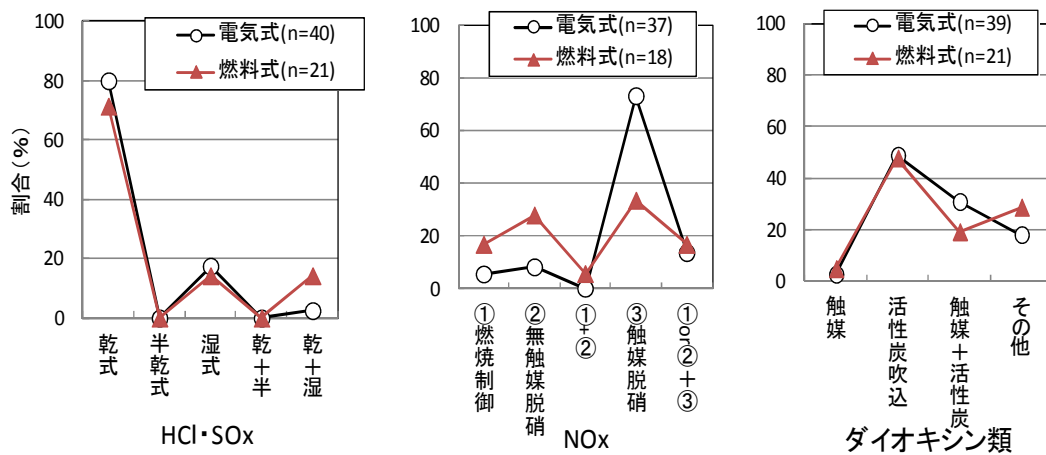 割合(%)
100
80
60
40
20
0
電気式(n=40)
燃料式(n=21)
乾式
半乾式
湿式
乾+半
乾+湿
HCl・SOx
100
80
60
40
20
0
電気式(n=37)
燃料式(n=18)
①燃焼制御
②無触媒脱硝
①+②
③触媒脱硝
①or②+③
NOx
100
80
60
40
20
0
電気式(n=39)
燃料式(n=21)
触媒
活性炭吹込
触媒+活性炭
その他
ダイオキシン類